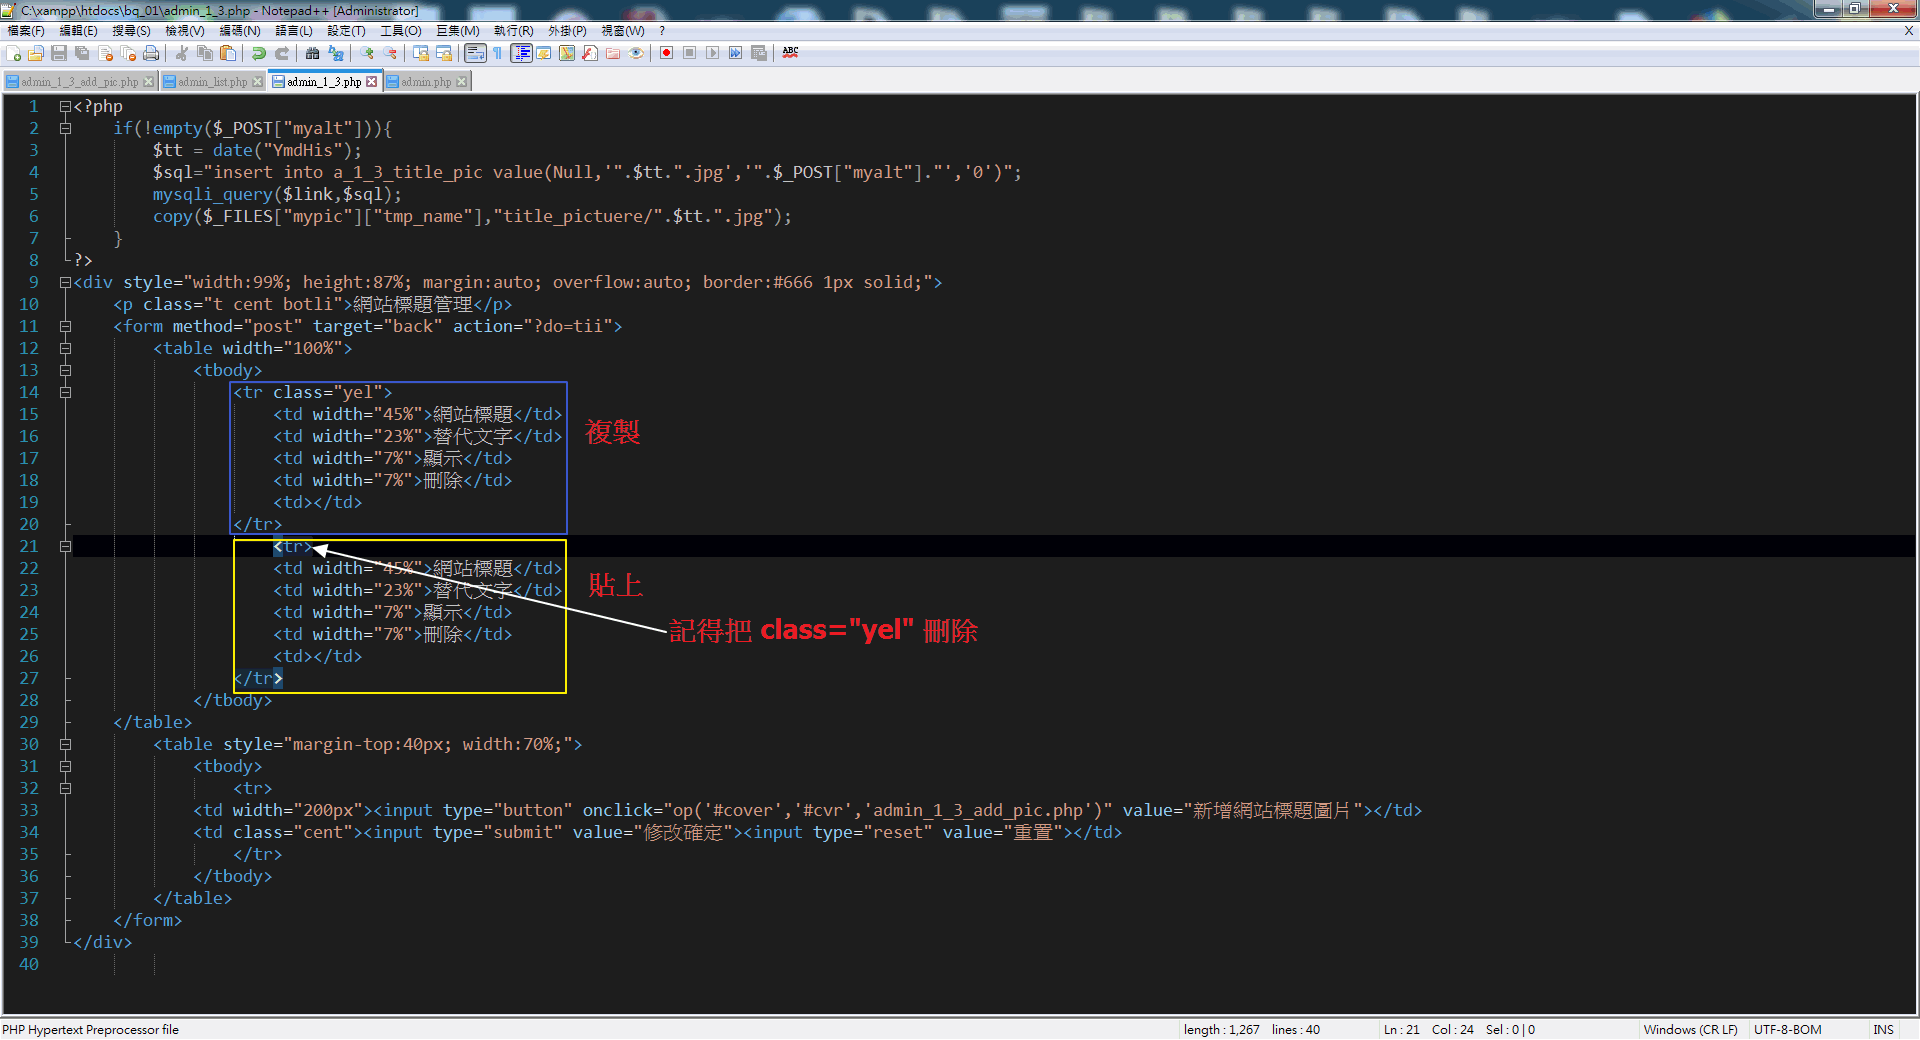 C:\xampp\htdocs\bq_01\admin_1_3.php - Notepad++ [Administrator]
檔案(F) 編輯(E) 搜尋(S) 檢視(V) 編碼(N) 語言(L) 設定(T) 工具(O) 巨集(M) 執行(R) 外掛(P) 視窗(W) ? X
admin_1_3_add_pic.php admin_list.php admin_1_3.php admin.php
1 <?php
2 if(!empty($_POST["myalt"])){
3 $tt = date("YmdHis");
4 $sql="insert into a_1_3_title_pic value(Null,'".$tt.".jpg','".$_POST["myalt"]."','0')";
5 mysqli_query($link,$sql);
6 copy($_FILES["mypic"]["tmp_name"],"title_pictuere/".$tt.".jpg");
7 }
8 ?>
9 <div style="width:99%; height:87%; margin:auto; overflow:auto; border:#666 1px solid;">
10 <p class="t cent botli">網站標題管理</p>
11 <form method="post" target="back" action="?do=tii">
12 <table width="100%">
13 <tbody>
14 <tr class="yel">
15 <td width="45%">網站標題</td>
16 <td width="23%">替代文字</td>
複製
17 <td width="7%">顯示</td>
18 <td width="7%">刪除</td>
19 <td></td>
20 </tr>
21 <tr>
22 <td width="45%">網站標題</td>
23 <td width="23%">替代文字</td>
貼上
24 <td width="7%">顯示</td>
25 <td width="7%">刪除</td>
記得把 class="yel" 刪除
26 <td></td>
27 </tr>
28 </tbody>
29 </table>
30 <table style="margin-top:40px; width:70%;">
31 <tbody>
32 <tr>
33 <td width="200px"><input type="button" onclick="op('#cover','#cvr','admin_1_3_add_pic.php')" value="新增網站標題圖片"></td>
34 <td class="cent"><input type="submit" value="修改確定"><input type="reset" value="重置"></td>
35 </tr>
36 </tbody>
37 </table>
38 </form>
39 </div>
40
PHP Hypertext Preprocessor file length : 1,267 lines : 40 Ln : 21 Col : 24 Sel : 0 | 0 Windows (CR LF) UTF-8-BOM INS